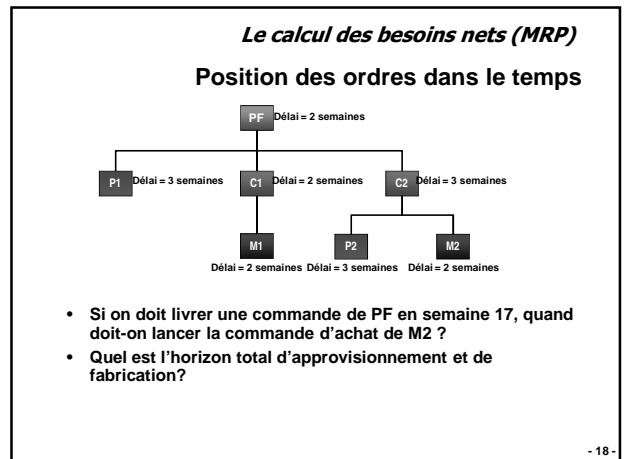 Le calcul des besoins nets (MRP)
Position des ordres dans le temps
PF Délai = 2 semaines
P1 Délai = 3 semaines C1 Délai = 2 semaines C2 Délai = 3 semaines
M1 P2 M2
Délai = 2 semaines Délai = 3 semaines Délai = 2 semaines
• Si on doit livrer une commande de PF en semaine 17, quand
doit-on lancer la commande d'achat de M2 ?
• Quel est l'horizon total d'approvisionnement et de
fabrication?
- 18 -